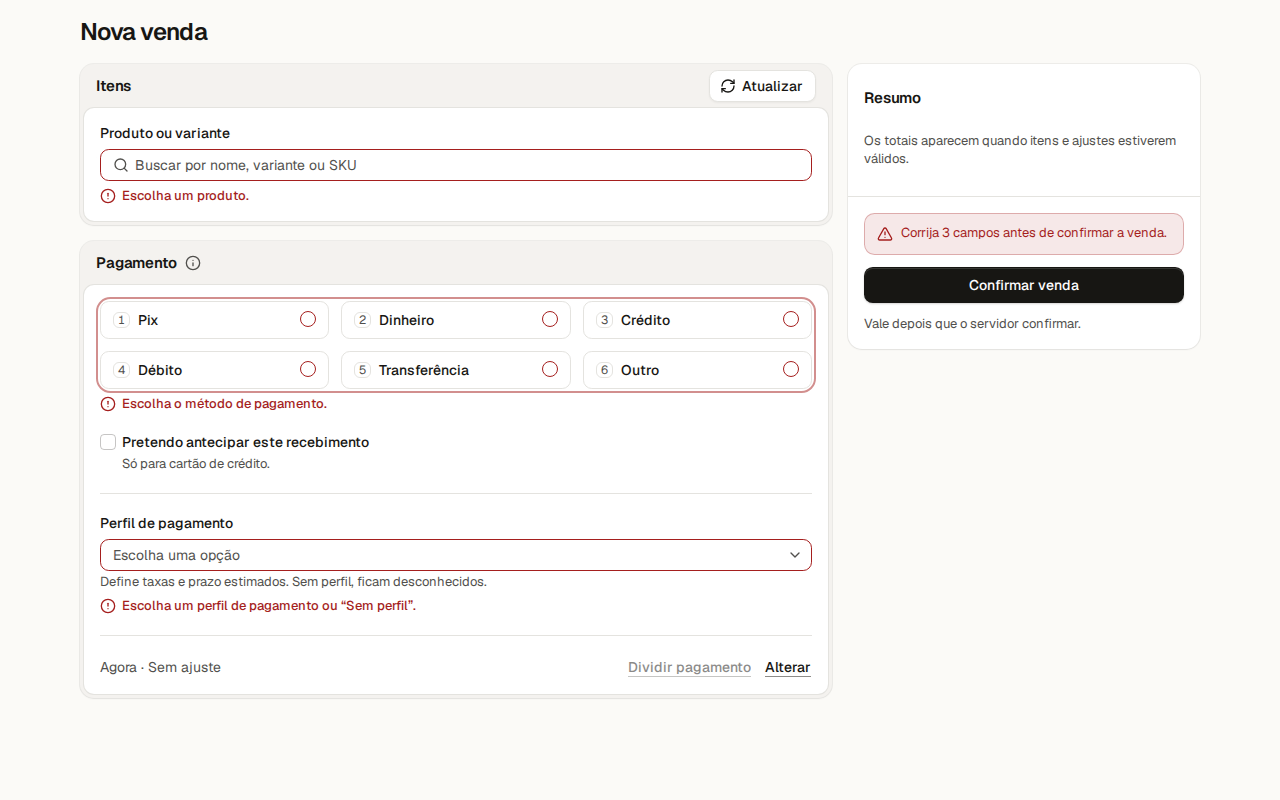 Nova venda
Itens
Atualizar
Produto ou variante
Buscar por nome, variante ou SKU
Escolha um produto.
Pagamento
1 Pix
2 Dinheiro
3 Crédito
4 Débito
5 Transferência
6 Outro
Escolha o método de pagamento.
Pretendo antecipar este recebimento
Só para cartão de crédito.
Perfil de pagamento
Escolha uma opção
Define taxas e prazo estimados. Sem perfil, ficam desconhecidos.
Escolha um perfil de pagamento ou “Sem perfil”.
Agora · Sem ajuste
Dividir pagamento
Alterar
Resumo
Os totais aparecem quando itens e ajustes estiverem
válidos.
Corrija 3 campos antes de confirmar a venda.
Confirmar venda
Vale depois que o servidor confirmar.